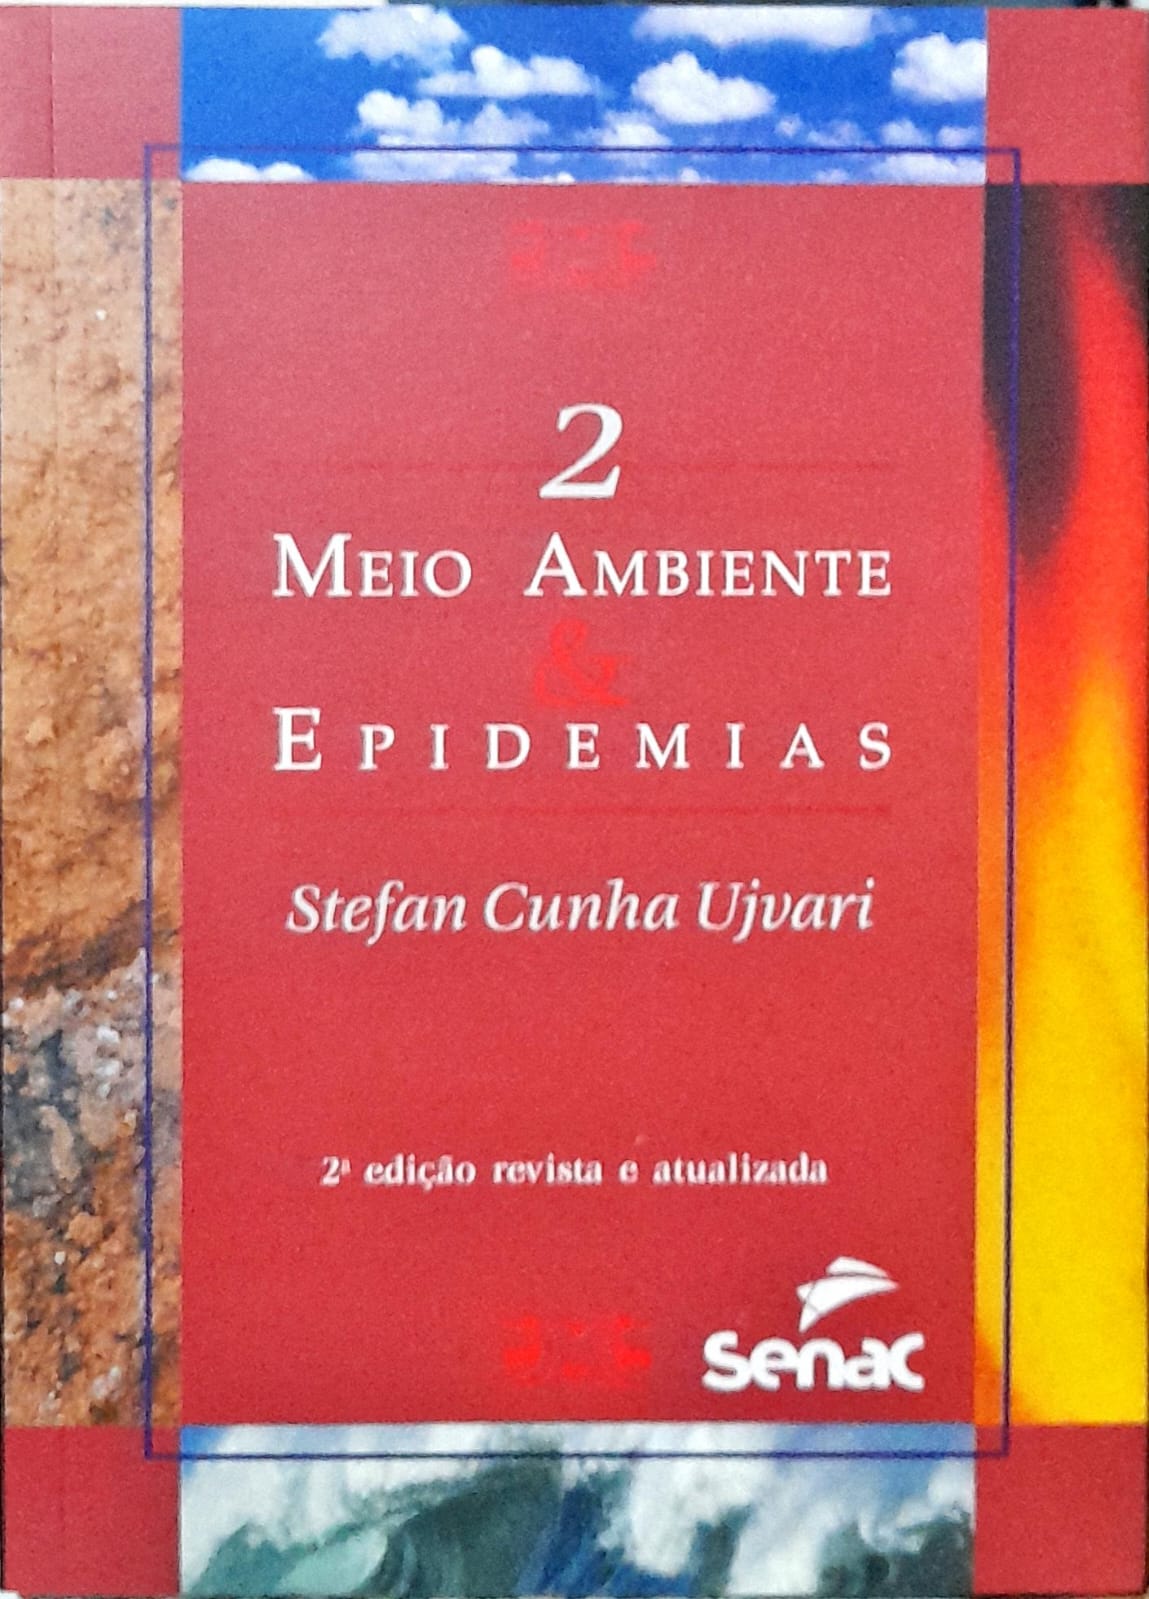 2
MEIO AMBIENTE
&
EPIDEMIAS
Stefan Cunha Ujvari
2ª edição revista e atualizada
senac